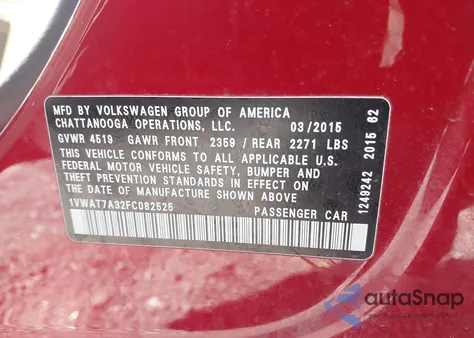 MFD BY VOLKSWAGEN GROUP OF AMERICA
CHATTANOOGA OPERATIONS, LLC. 03/2015
GVWR 4519 GAWR FRONT 2359 / REAR 2271 LBS
THIS VEHICLE CONFORMS TO ALL APPLICABLE U.S.
FEDERAL MOTOR VEHICLE SAFETY, BUMPER AND
THEFT PREVENTION STANDARDS IN EFFECT ON THE
DATE OF MANUFACTURE SHOWN ABOVE.
1VWAT7A32FC082525 PASSENGER CAR
1249242 2015 62
autoSnap